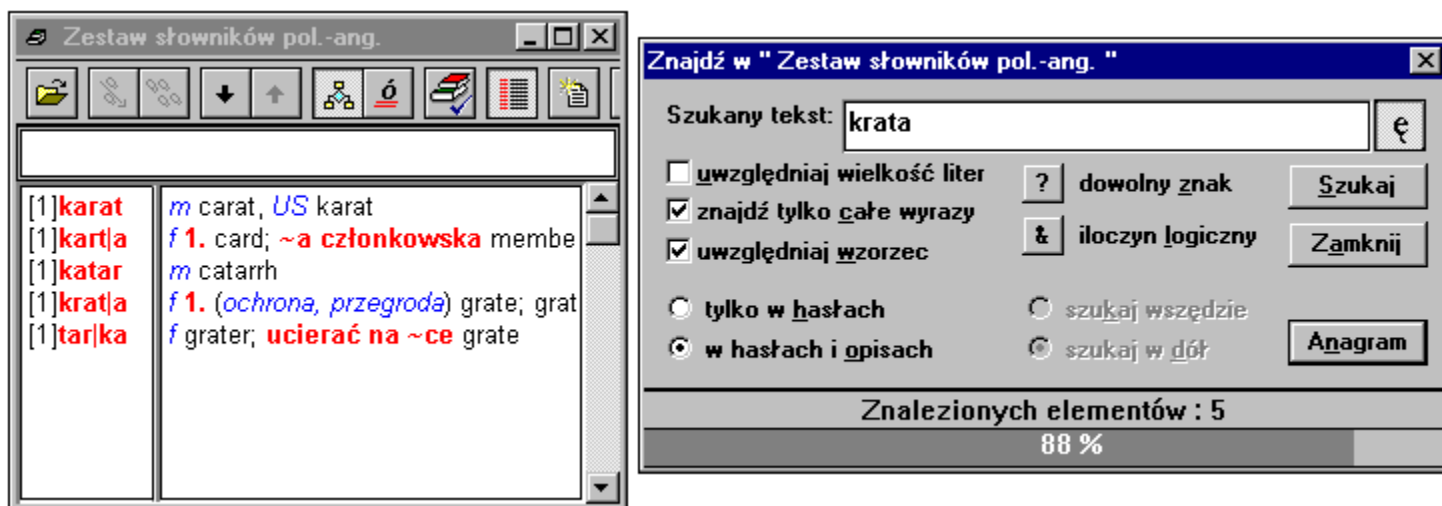 Zestaw słowników pol.-ang.
ó
[1]karat m carat, US karat
[1]kart|a f 1. card; ~a członkowska membe
[1]katar m catarrh
[1]krat|a f 1. (ochrona, przegroda) grate; grat
[1]tar|ka f grater; ucierać na ~ce grate
Znajdź w " Zestaw słowników pol.-ang. "
Szukany tekst: krata ę
uwzględniaj wielkość liter
znajdź tylko całe wyrazy
uwzględniaj wzorzec
? dowolny znak
& iloczyn logiczny
Szukaj
Zamknij
tylko w hasłach
w hasłach i opisach
szukaj wszędzie
szukaj w dół
Anagram
Znalezionych elementów : 5
88 %